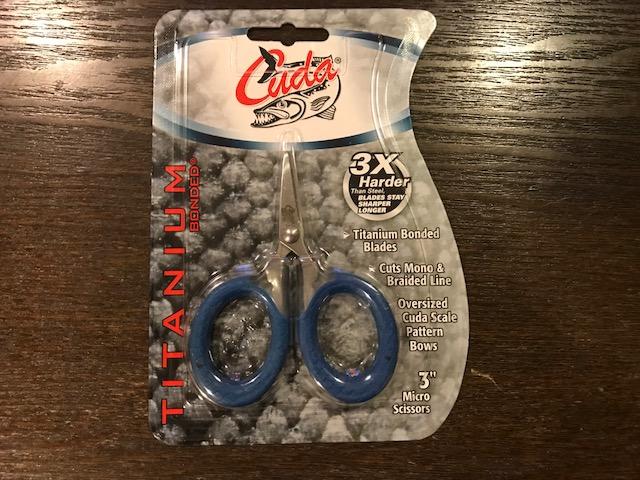 Cuda®
TITANIUM
BONDED®
3X
Harder
Than Steel,
BLADES STAY
SHARPER
LONGER
Titanium Bonded
Blades
Cuts Mono &
Braided Line
Oversized
Cuda Scale
Pattern
Bows
3"
Micro
Scissors